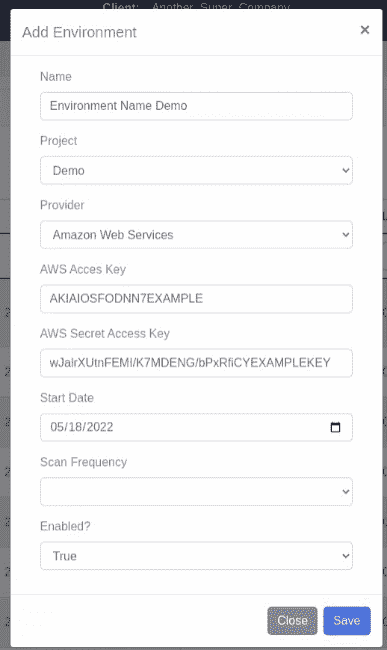 Client: Another Super Company
Add Environment ×
Name
Environment Name Demo
Project
Demo
Provider
Amazon Web Services
AWS Acces Key
AKIAIOSFODNN7EXAMPLE
AWS Secret Access Key
wJalrXUtnFEMI/K7MDENG/bPxRfiCYEXAMPLEKEY
Start Date
05/18/2022
Scan Frequency
Enabled?
True
Close Save